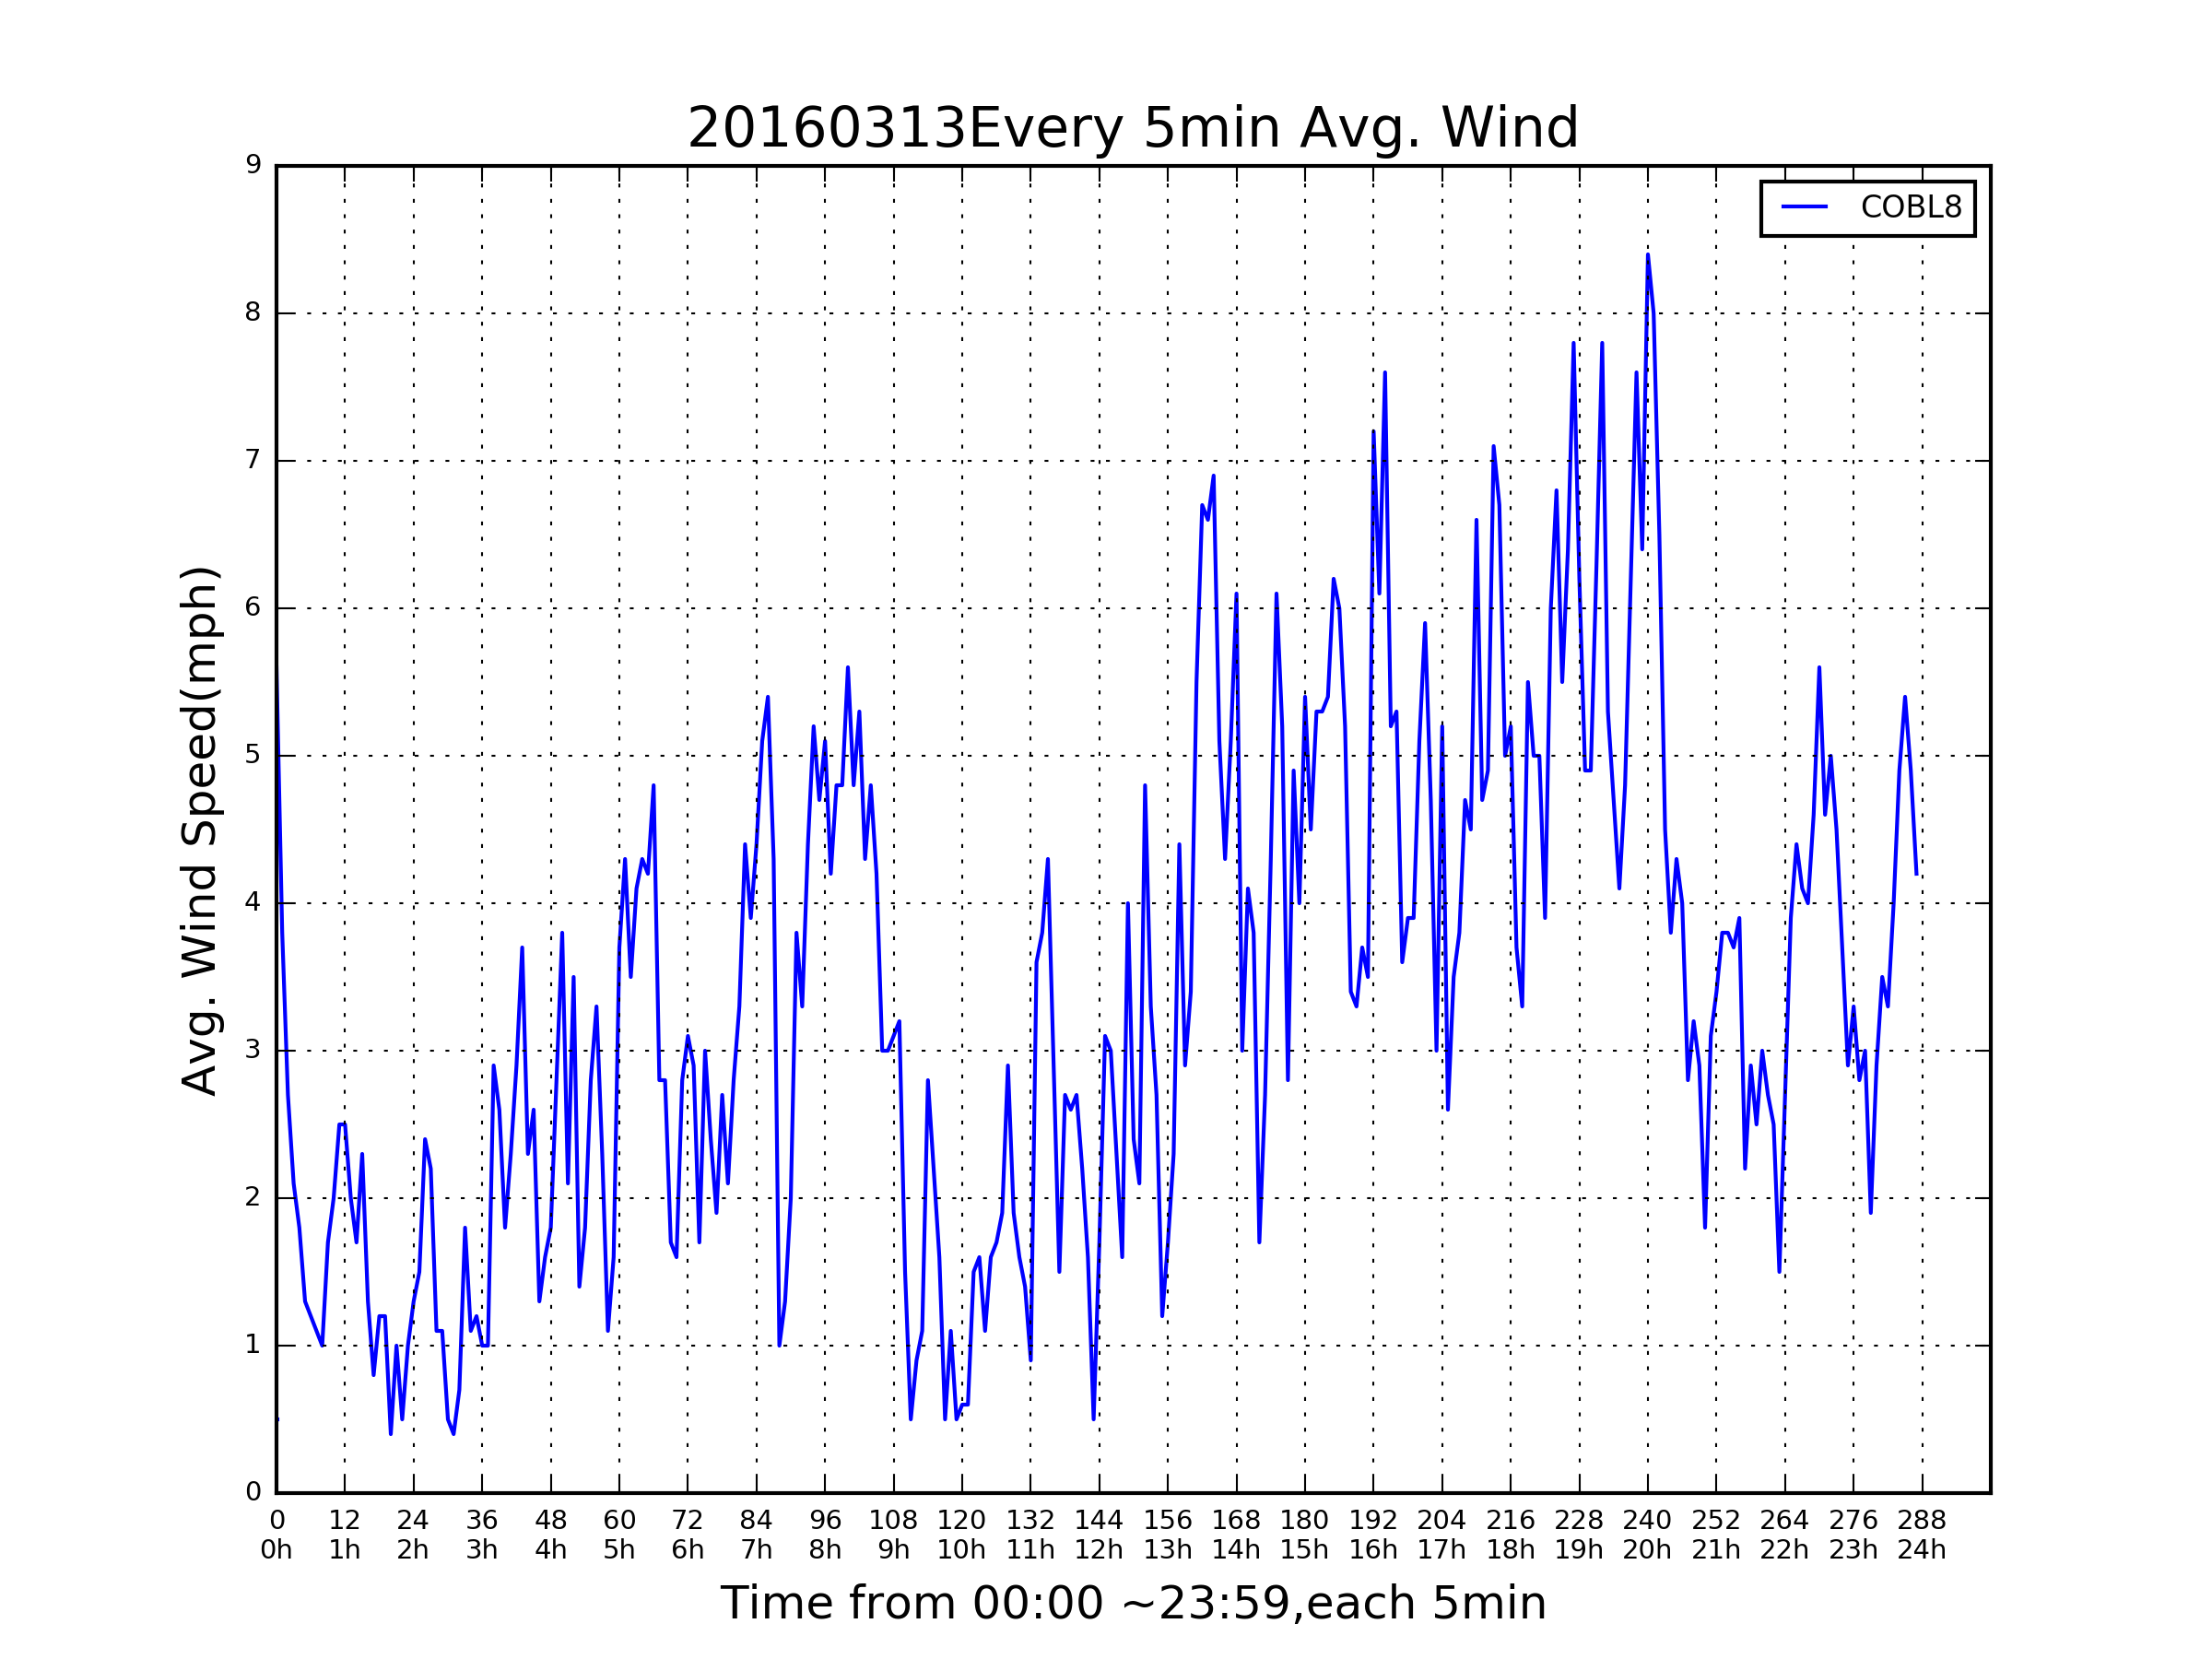 20160313Every 5min Avg. Wind
COBL8
Avg. Wind Speed(mph)
9
8
7
6
5
4
3
2
1
0
0 12 24 36 48 60 72 84 96 108 120 132 144 156 168 180 192 204 216 228 240 252 264 276 288
0h 1h 2h 3h 4h 5h 6h 7h 8h 9h 10h 11h 12h 13h 14h 15h 16h 17h 18h 19h 20h 21h 22h 23h 24h
Time from 00:00 ~23:59,each 5min